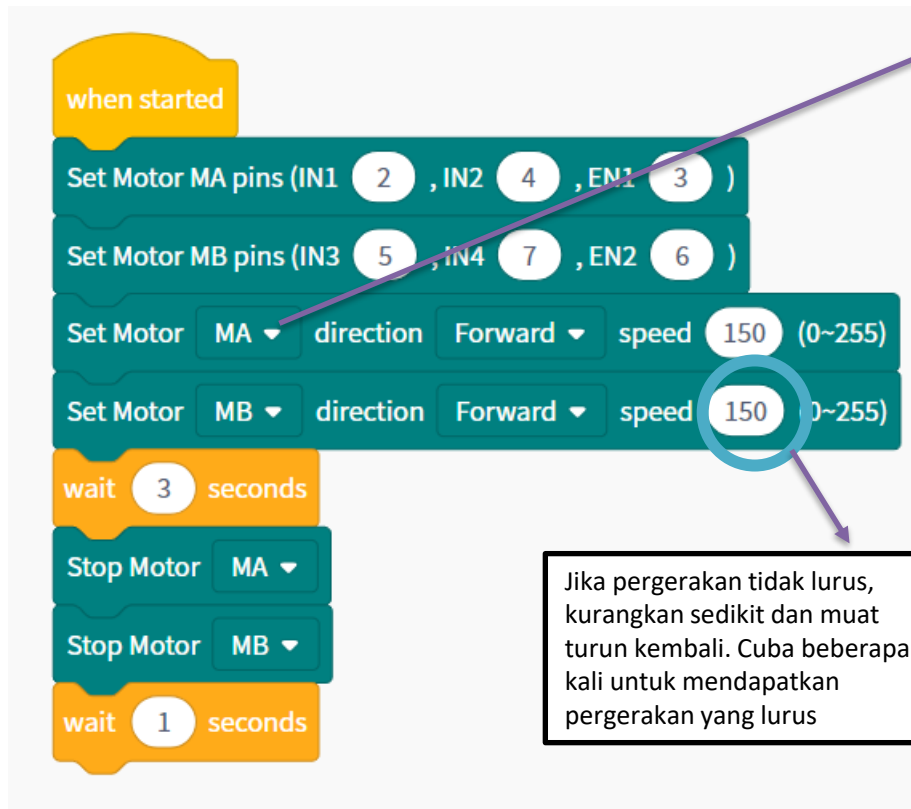 when started
Set Motor MA pins (IN1 2 , IN2 4 , EN1 3 )
Set Motor MB pins (IN3 5 , IN4 7 , EN2 6 )
Set Motor MA direction Forward speed 150 (0~255)
Set Motor MB direction Forward speed 150 (0~255)
wait 3 seconds
Stop Motor MA
Stop Motor MB
wait 1 seconds
Jika pergerakan tidak lurus,
kurangkan sedikit dan muat
turun kembali. Cuba beberapa
kali untuk mendapatkan
pergerakan yang lurus